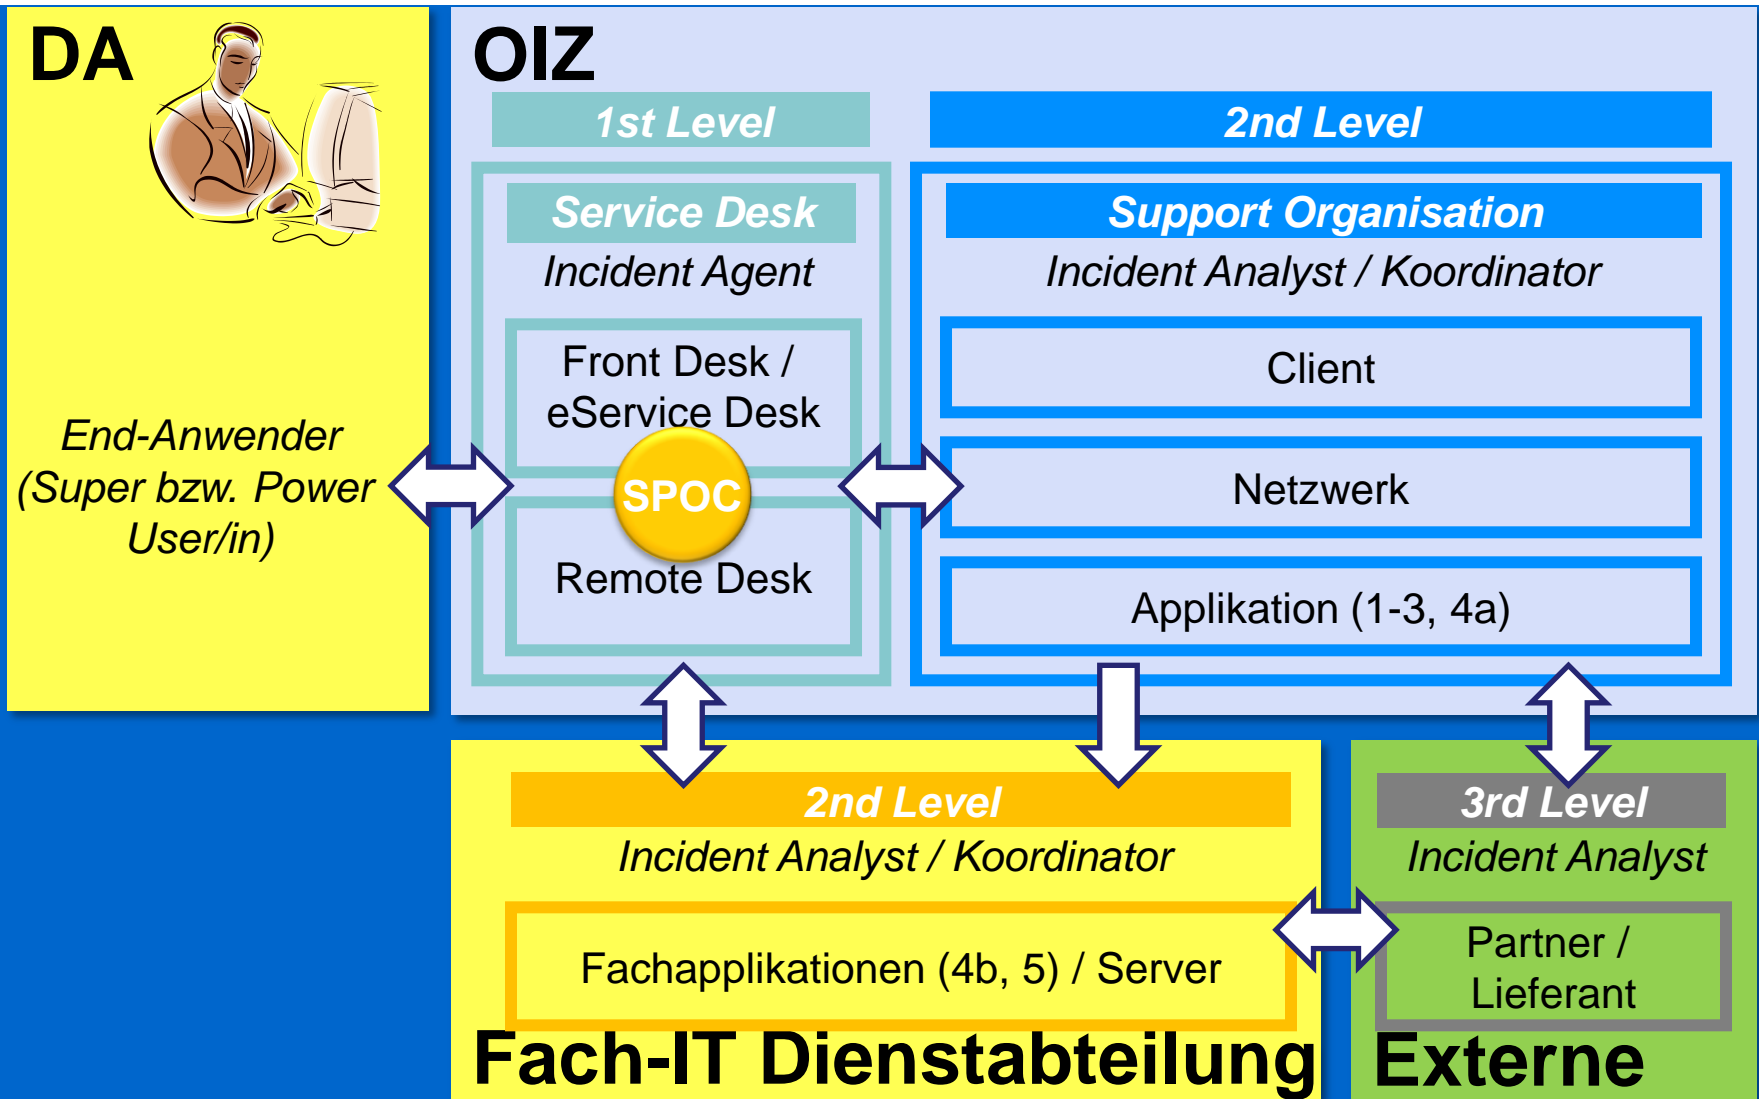 DA
End-Anwender
(Super bzw. Power
User/in)
OIZ
1st Level
Service Desk
Incident Agent
Front Desk /
eService Desk
SPOC
Remote Desk
2nd Level
Support Organisation
Incident Analyst / Koordinator
Client
Netzwerk
Applikation (1-3, 4a)
2nd Level
Incident Analyst / Koordinator
Fachapplikationen (4b, 5) / Server
Fach-IT Dienstabteilung
3rd Level
Incident Analyst
Partner /
Lieferant
Externe